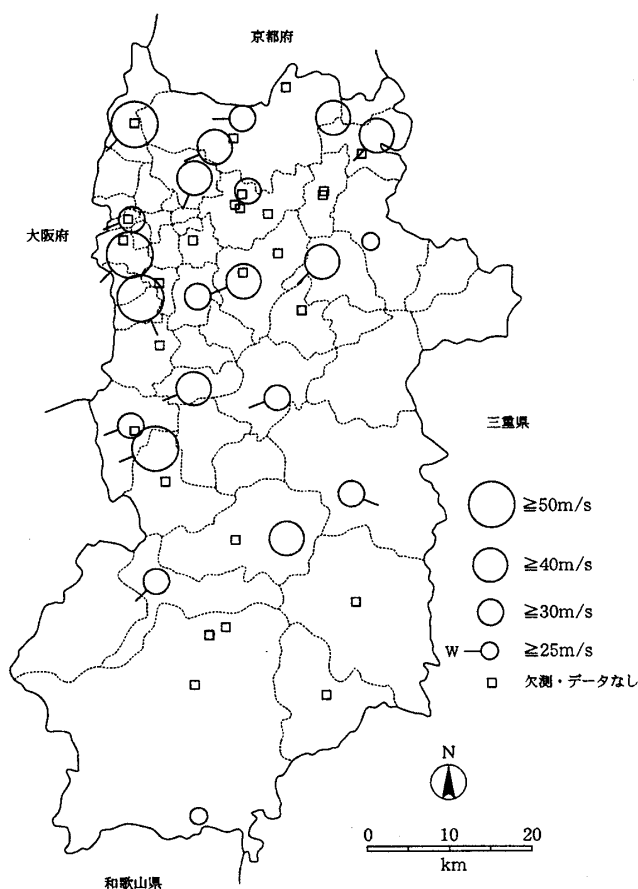 京都府
大阪府
三重県
≧50m/s
≧40m/s
≧30m/s
W ≧25m/s
欠測・データなし
N
0 10 20
km
和歌山県